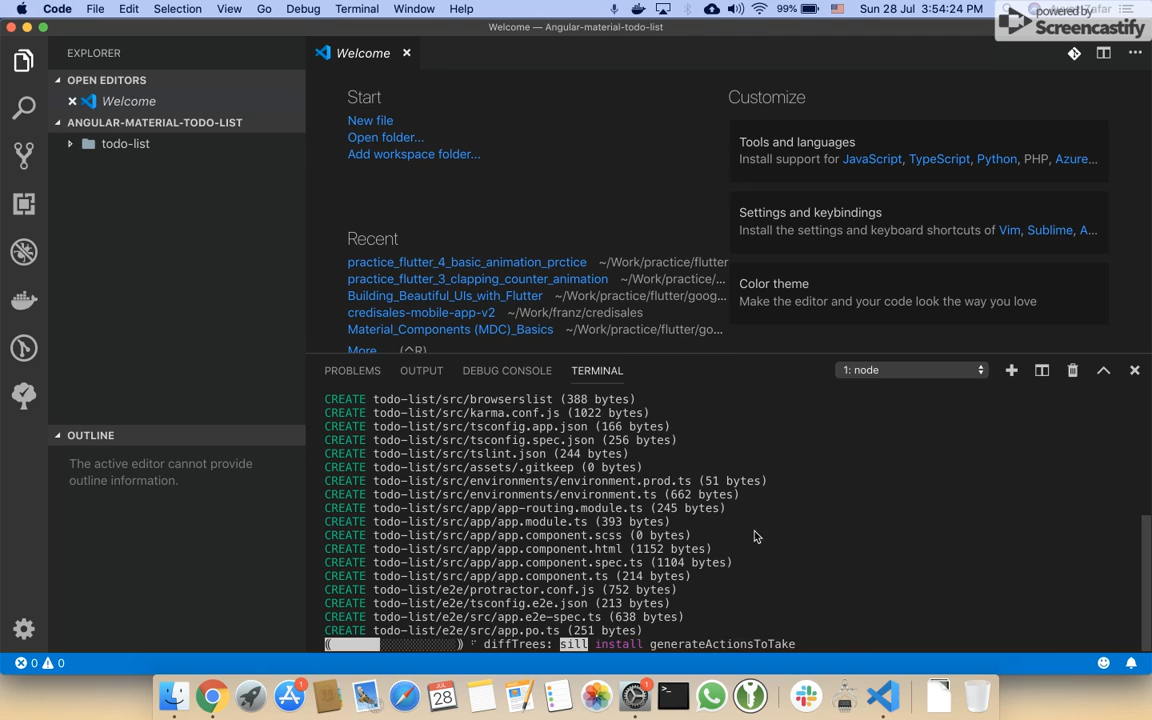 Code File Edit Selection View Go Debug Terminal Window Help 99% Sun 28 Jul 3:54:24 PM Zafar
powered by
Screencastify
Welcome — Angular-material-todo-list
EXPLORER
OPEN EDITORS
Welcome
ANGULAR-MATERIAL-TODO-LIST
todo-list
OUTLINE
The active editor cannot provide
outline information.
Welcome
Start
New file
Open folder...
Add workspace folder...
Recent
practice_flutter_4_basic_animation_prctice ~/Work/practice/flutter
practice_flutter_3_clapping_counter_animation ~/Work/practice/...
Building_Beautiful_UIs_with_Flutter ~/Work/practice/flutter/goog...
credisales-mobile-app-v2 ~/Work/franz/credisales
Material_Components (MDC)_Basics ~/Work/practice/flutter/go...
More... (^R)
Customize
Tools and languages
Install support for JavaScript, TypeScript, Python, PHP, Azure...
Settings and keybindings
Install the settings and keyboard shortcuts of Vim, Sublime, A...
Color theme
Make the editor and your code look the way you love
PROBLEMS OUTPUT DEBUG CONSOLE TERMINAL 1: node
CREATE todo-list/src/browserslist (388 bytes)
CREATE todo-list/src/karma.conf.js (1022 bytes)
CREATE todo-list/src/tsconfig.app.json (166 bytes)
CREATE todo-list/src/tsconfig.spec.json (256 bytes)
CREATE todo-list/src/tslint.json (244 bytes)
CREATE todo-list/src/assets/.gitkeep (0 bytes)
CREATE todo-list/src/environments/environment.prod.ts (51 bytes)
CREATE todo-list/src/environments/environment.ts (662 bytes)
CREATE todo-list/src/app/app-routing.module.ts (245 bytes)
CREATE todo-list/src/app/app.module.ts (393 bytes)
CREATE todo-list/src/app/app.component.scss (0 bytes)
CREATE todo-list/src/app/app.component.html (1152 bytes)
CREATE todo-list/src/app/app.component.spec.ts (1104 bytes)
CREATE todo-list/src/app/app.component.ts (214 bytes)
CREATE todo-list/e2e/protractor.conf.js (752 bytes)
CREATE todo-list/e2e/tsconfig.e2e.json (213 bytes)
CREATE todo-list/e2e/src/app.e2e-spec.ts (638 bytes)
CREATE todo-list/e2e/src/app.po.ts (251 bytes)
diffTrees: sill install generateActionsToTake
0 0
1
JUL
28
1